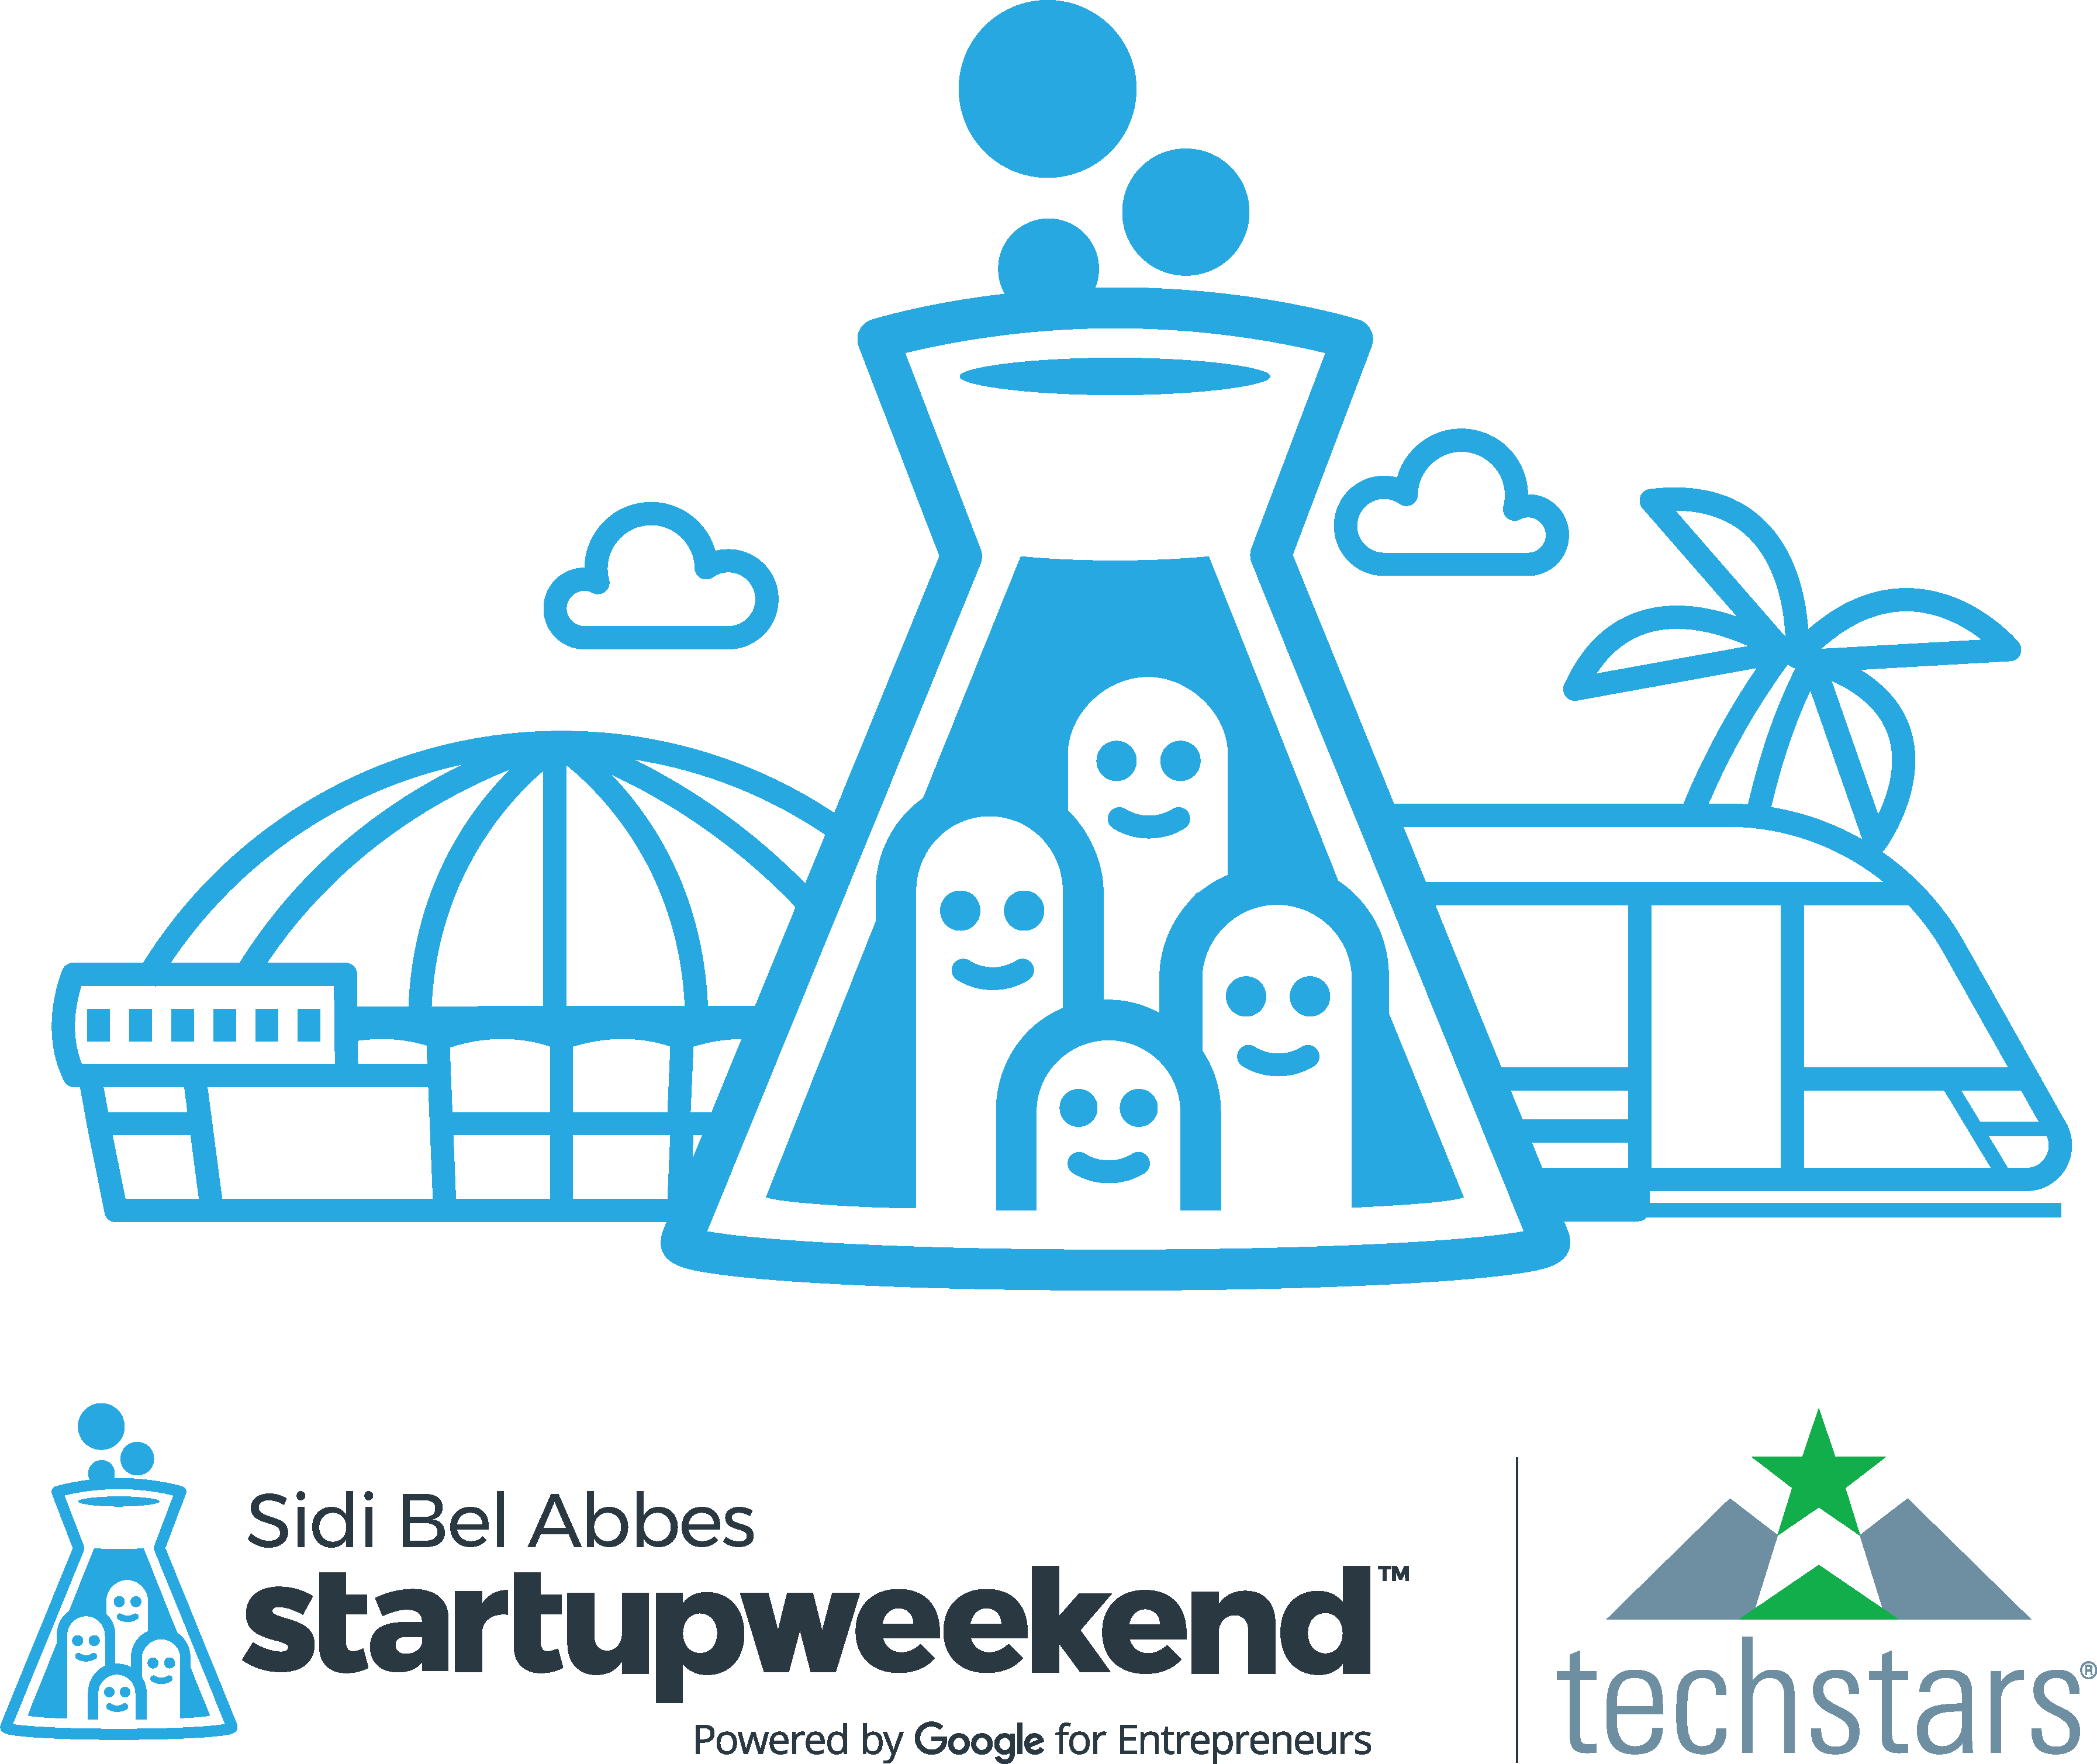 Sidi Bel Abbes
startupweekend™
Powered by Google for Entrepreneurs
techstars®